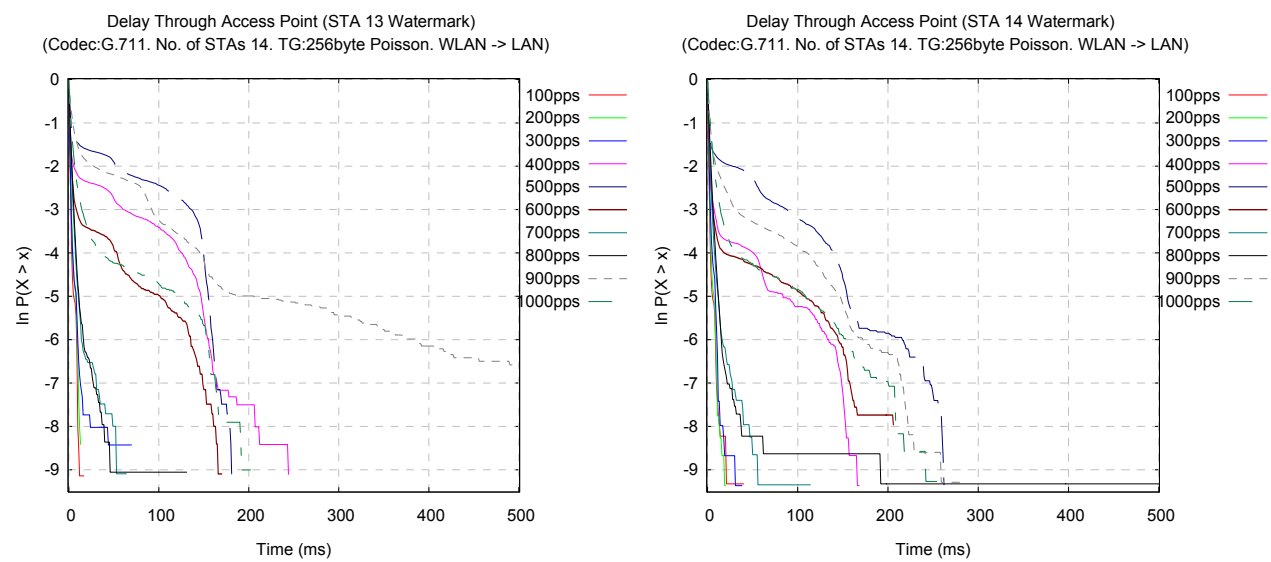 Delay Through Access Point (STA 13 Watermark)
(Codec:G.711. No. of STAs 14. TG:256byte Poisson. WLAN -> LAN)
0
-1
-2
-3
-4
-5
-6
-7
-8
-9
ln P(X > x)
0 100 200 300 400 500
Time (ms)
100pps
200pps
300pps
400pps
500pps
600pps
700pps
800pps
900pps
1000pps
Delay Through Access Point (STA 14 Watermark)
(Codec:G.711. No. of STAs 14. TG:256byte Poisson. WLAN -> LAN)
0
-1
-2
-3
-4
-5
-6
-7
-8
-9
ln P(X > x)
0 100 200 300 400 500
Time (ms)
100pps
200pps
300pps
400pps
500pps
600pps
700pps
800pps
900pps
1000pps